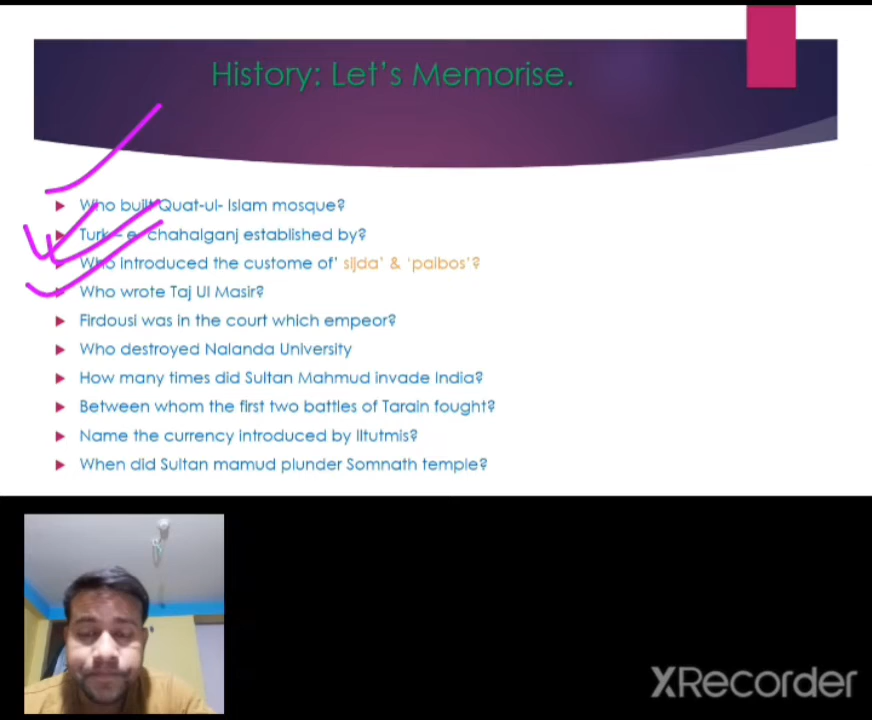 History: Let's Memorise.
Who built Quat-ul- Islam mosque?
Turk – e- chahalganj established by?
Who introduced the custome of' sijda' & 'paibos'?
Who wrote Taj Ul Masir?
Firdousi was in the court which empeor?
Who destroyed Nalanda University
How many times did Sultan Mahmud invade India?
Between whom the first two battles of Tarain fought?
Name the currency introduced by Iltutmis?
When did Sultan mamud plunder Somnath temple?
XRecorder